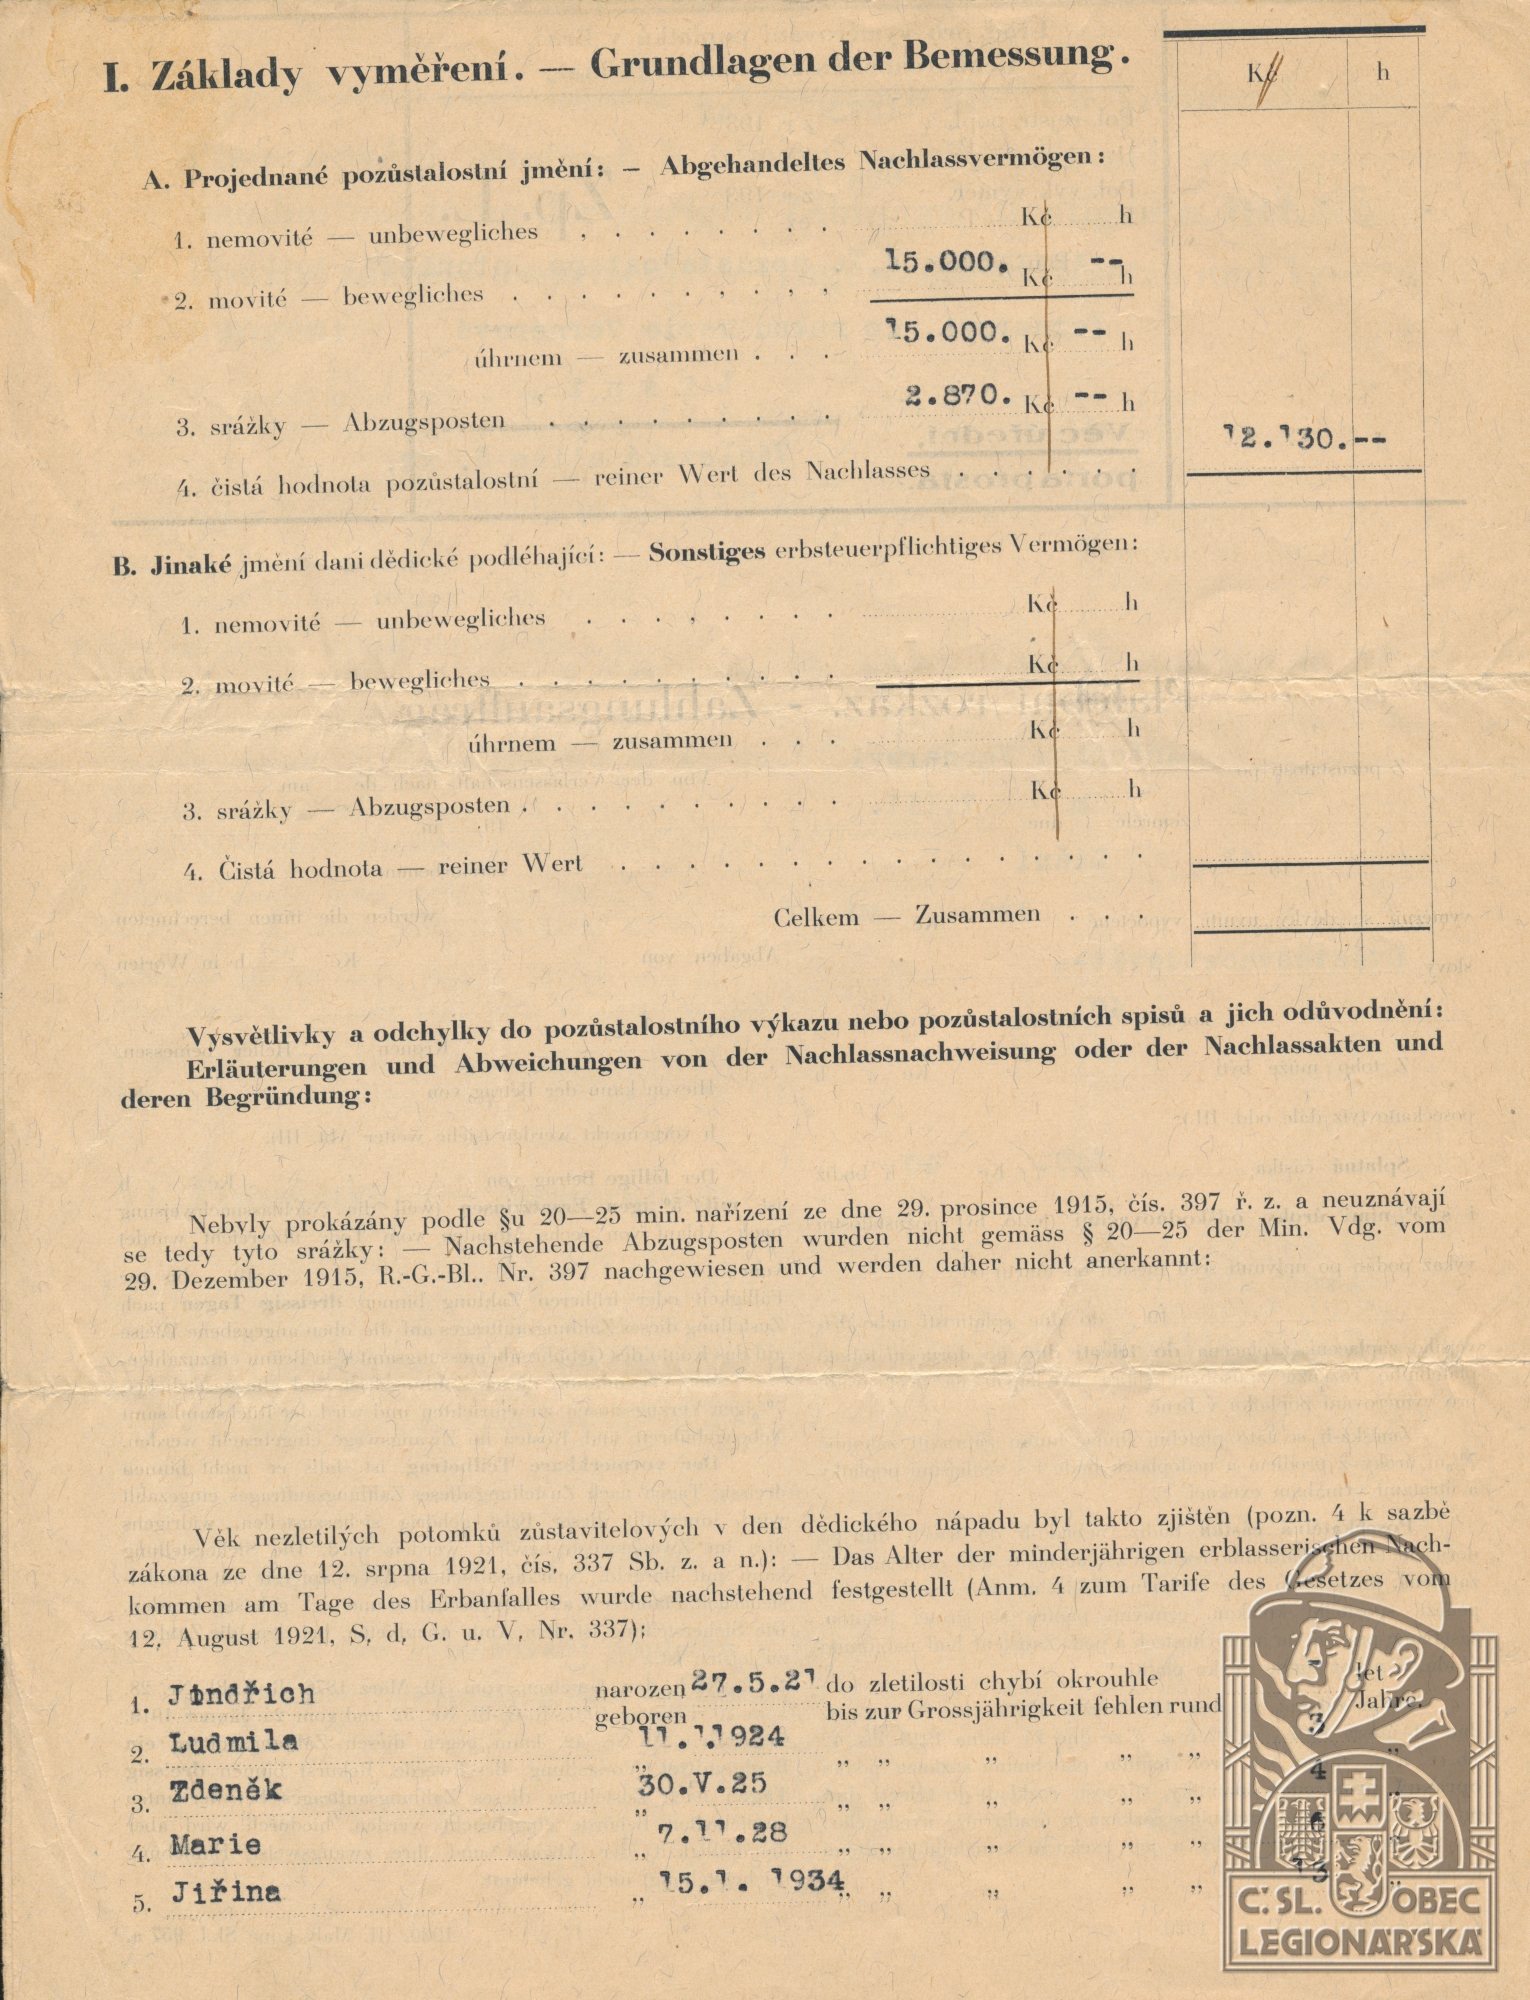 I. Základy vyměření. — Grundlagen der Bemessung.
Kč h
A. Projednané pozůstalostní jmění: — Abgehandeltes Nachlassvermögen:
1. nemovité — unbewegliches . . . . . . . . Kč h
2. movité — bewegliches . . . . . . . . . . 15.000. Kč -- h
úhrnem — zusammen . . . 15.000. Kč -- h
3. srážky — Abzugsposten . . . . . . . . . 2.870. Kč -- h
4. čistá hodnota pozůstalostní — reiner Wert des Nachlasses . . . . . . 12.130.--
B. Jinaké jmění dani dědické podléhající: — Sonstiges erbsteuerpflichtiges Vermögen:
1. nemovité — unbewegliches . . . . . . . . Kč h
2. movité — bewegliches . . . . . . . . . . Kč h
úhrnem — zusammen . . . Kč h
3. srážky — Abzugsposten . . . . . . . . . . Kč h
4. Čistá hodnota — reiner Wert . . . . . . . . . . . . . . . .
Celkem — Zusammen . . .
Vysvětlivky a odchylky do pozůstalostního výkazu nebo pozůstalostních spisů a jich odůvodnění:
Erläuterungen und Abweichungen von der Nachlassnachweisung oder der Nachlassakten und
deren Begründung:
Nebyly prokázány podle §u 20—25 min. nařízení ze dne 29. prosince 1915, čís. 397 ř. z. a neuznávají
se tedy tyto srážky: — Nachstehende Abzugsposten wurden nicht gemäss § 20—25 der Min. Vdg. vom
29. Dezember 1915, R.-G.-Bl.. Nr. 397 nachgewiesen und werden daher nicht anerkannt:
Věk nezletilých potomků zůstavitelových v den dědického nápadu byl takto zjištěn (pozn. 4 k sazbě
zákona ze dne 12. srpna 1921, čís. 337 Sb. z. a n.): — Das Alter der minderjährigen erblasserischen Nach-
kommen am Tage des Erbanfalles wurde nachstehend festgestellt (Anm. 4 zum Tarife des Gesetzes vom
12. August 1921, S. d. G. u. V. Nr. 337):
1. Jindřich narozen 27.5.21 do zletilosti chybí okrouhle let
geboren bis zur Grossjährigkeit fehlen rund Jahre.
2. Ludmila „ 11.1.1924 „ „ „ „ „ 3 „
3. Zdeněk „ 30.V.25 „ „ „ „ „ 4 „
4. Marie „ 7.11.28 „ „ „ „ „ 6
5. Jiřina „ 15.1. 1934 „ „ „ „ „ 13 „
Č. SL. OBEC
LEGIONÁŘSKÁ